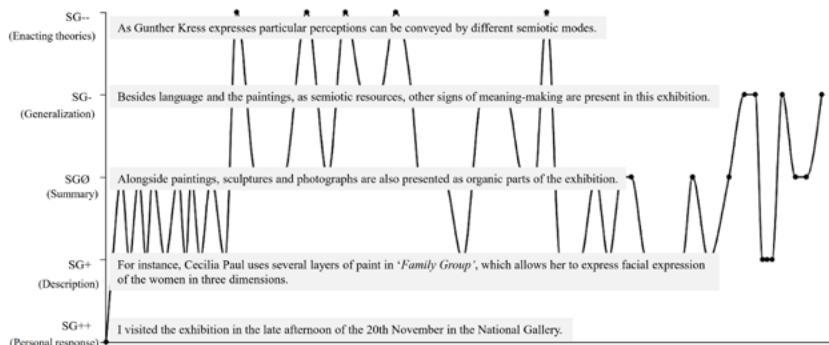 SG--
(Enacting theories)
As Gunther Kress expresses particular perceptions can be conveyed by different semiotic modes.
SG-
(Generalization)
Besides language and the paintings, as semiotic resources, other signs of meaning-making are present in this exhibition.
SGØ
(Summary)
Alongside paintings, sculptures and photographs are also presented as organic parts of the exhibition.
SG+
(Description)
For instance, Cecilia Paul uses several layers of paint in ‘Family Group’, which allows her to express facial expression
of the women in three dimensions.
SG++
(Personal response)
I visited the exhibition in the late afternoon of the 20th November in the National Gallery.